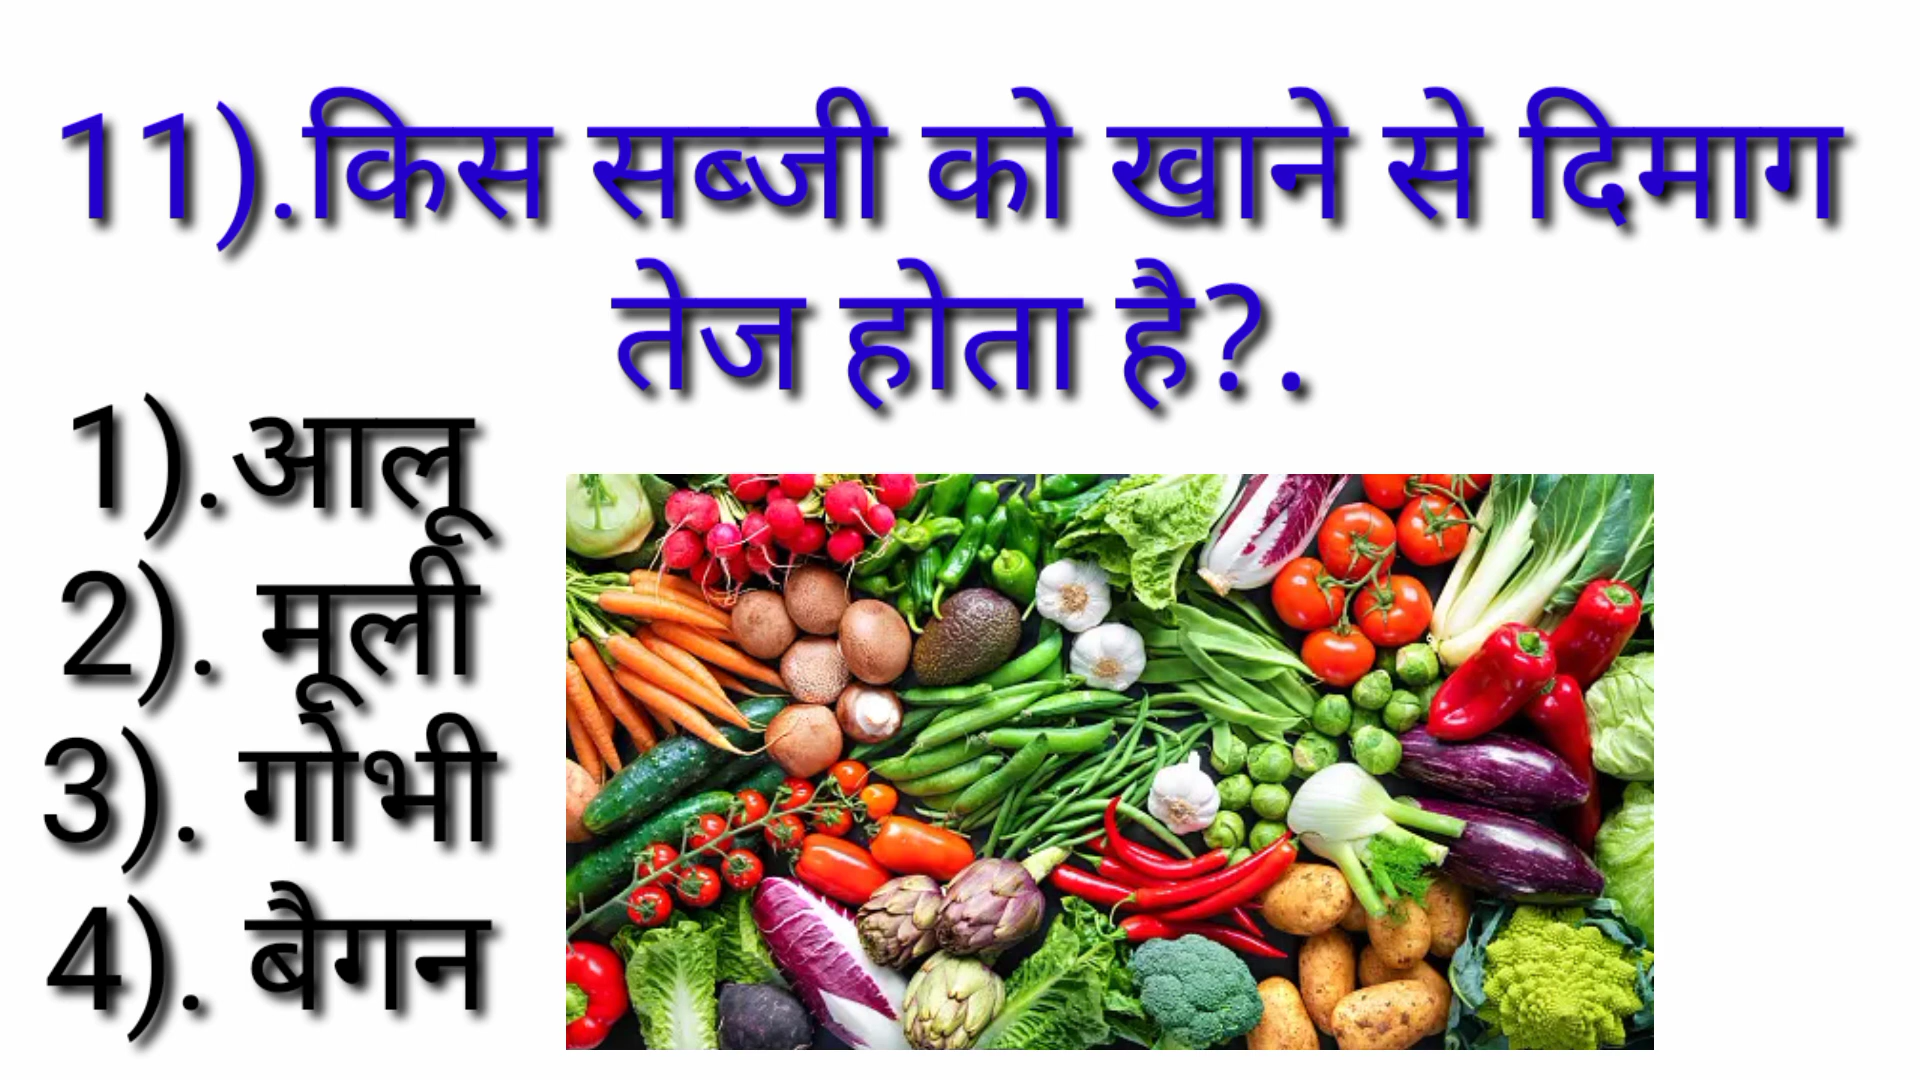 11).किस सब्जी को खाने से दिमाग
तेज होता है?.
1).आलू
2). मूली
3). गोभी
4). बैगन